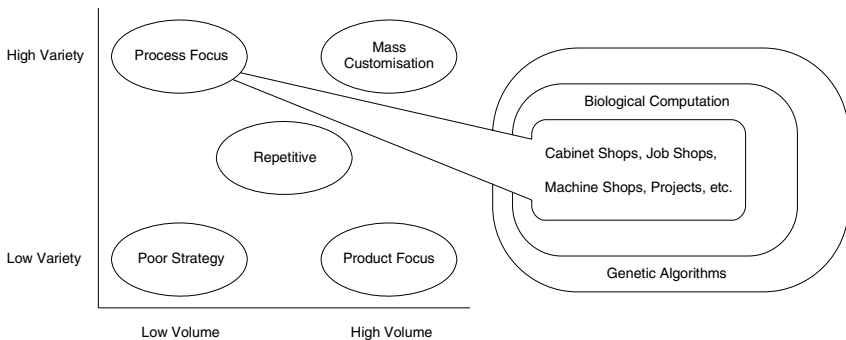 High Variety
Process Focus
Mass
Customisation
Biological Computation
Cabinet Shops, Job Shops,
Repetitive
Machine Shops, Projects, etc.
Low Variety
Poor Strategy
Product Focus
Genetic Algorithms
Low Volume
High Volume